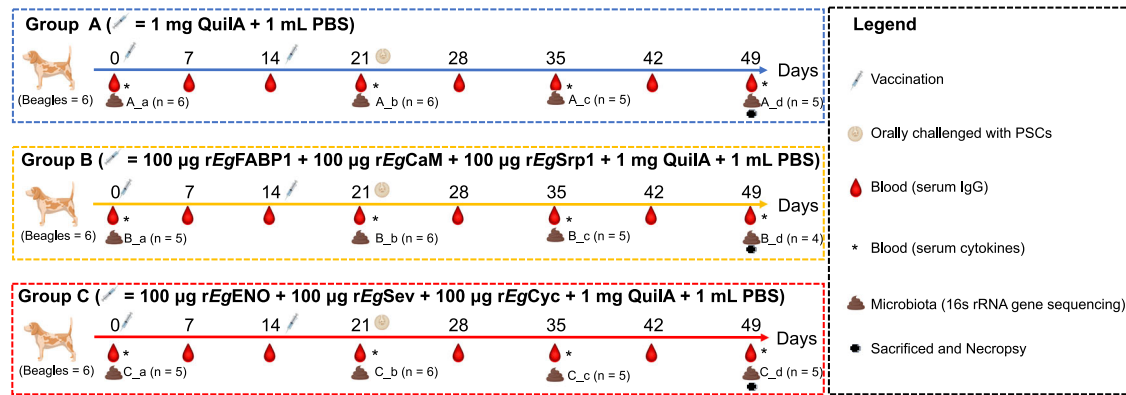 Group A ( = 1 mg QuilA + 1 mL PBS)
0 7 14 21 28 35 42 49 Days
* * * *
(Beagles = 6) A_a (n = 6) A_b (n = 6) A_c (n = 5) A_d (n = 5)
Group B ( = 100 µg rEgFABP1 + 100 µg rEgCaM + 100 µg rEgSrp1 + 1 mg QuilA + 1 mL PBS)
0 7 14 21 28 35 42 49 Days
* * * *
(Beagles = 6) B_a (n = 5) B_b (n = 6) B_c (n = 5) B_d (n = 4)
Group C ( = 100 µg rEgENO + 100 µg rEgSev + 100 µg rEgCyc + 1 mg QuilA + 1 mL PBS)
0 7 14 21 28 35 42 49 Days
* * * *
(Beagles = 6) C_a (n = 5) C_b (n = 6) C_c (n = 5) C_d (n = 5)
Legend
Vaccination
Orally challenged with PSCs
Blood (serum IgG)
* Blood (serum cytokines)
Microbiota (16s rRNA gene sequencing)
Sacrificed and Necropsy